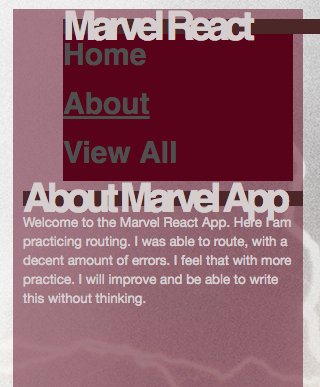 Marvel React
Home
About
View All
About Marvel App
Welcome to the Marvel React App. Here I am
practicing routing. I was able to route, with a
decent amount of errors. I feel that with more
practice. I will improve and be able to write
this without thinking.